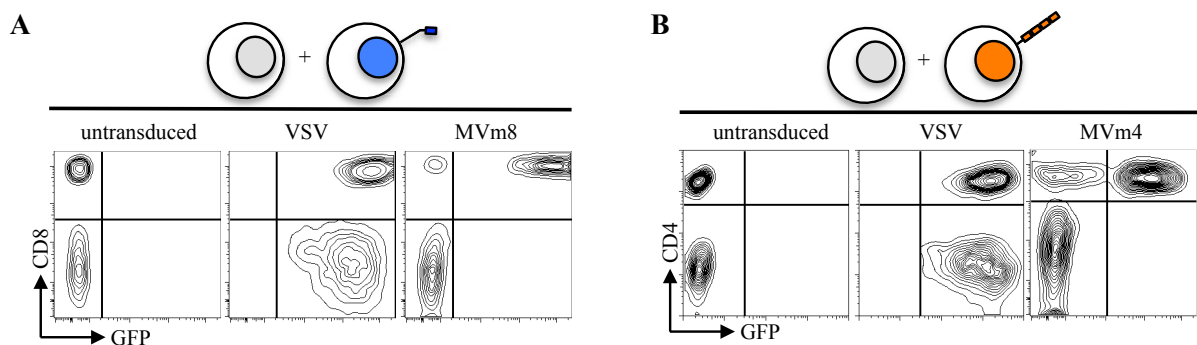 A
+
untransduced
VSV
MVm8
CD8
GFP
B
+
untransduced
VSV
MVm4
CD4
GFP